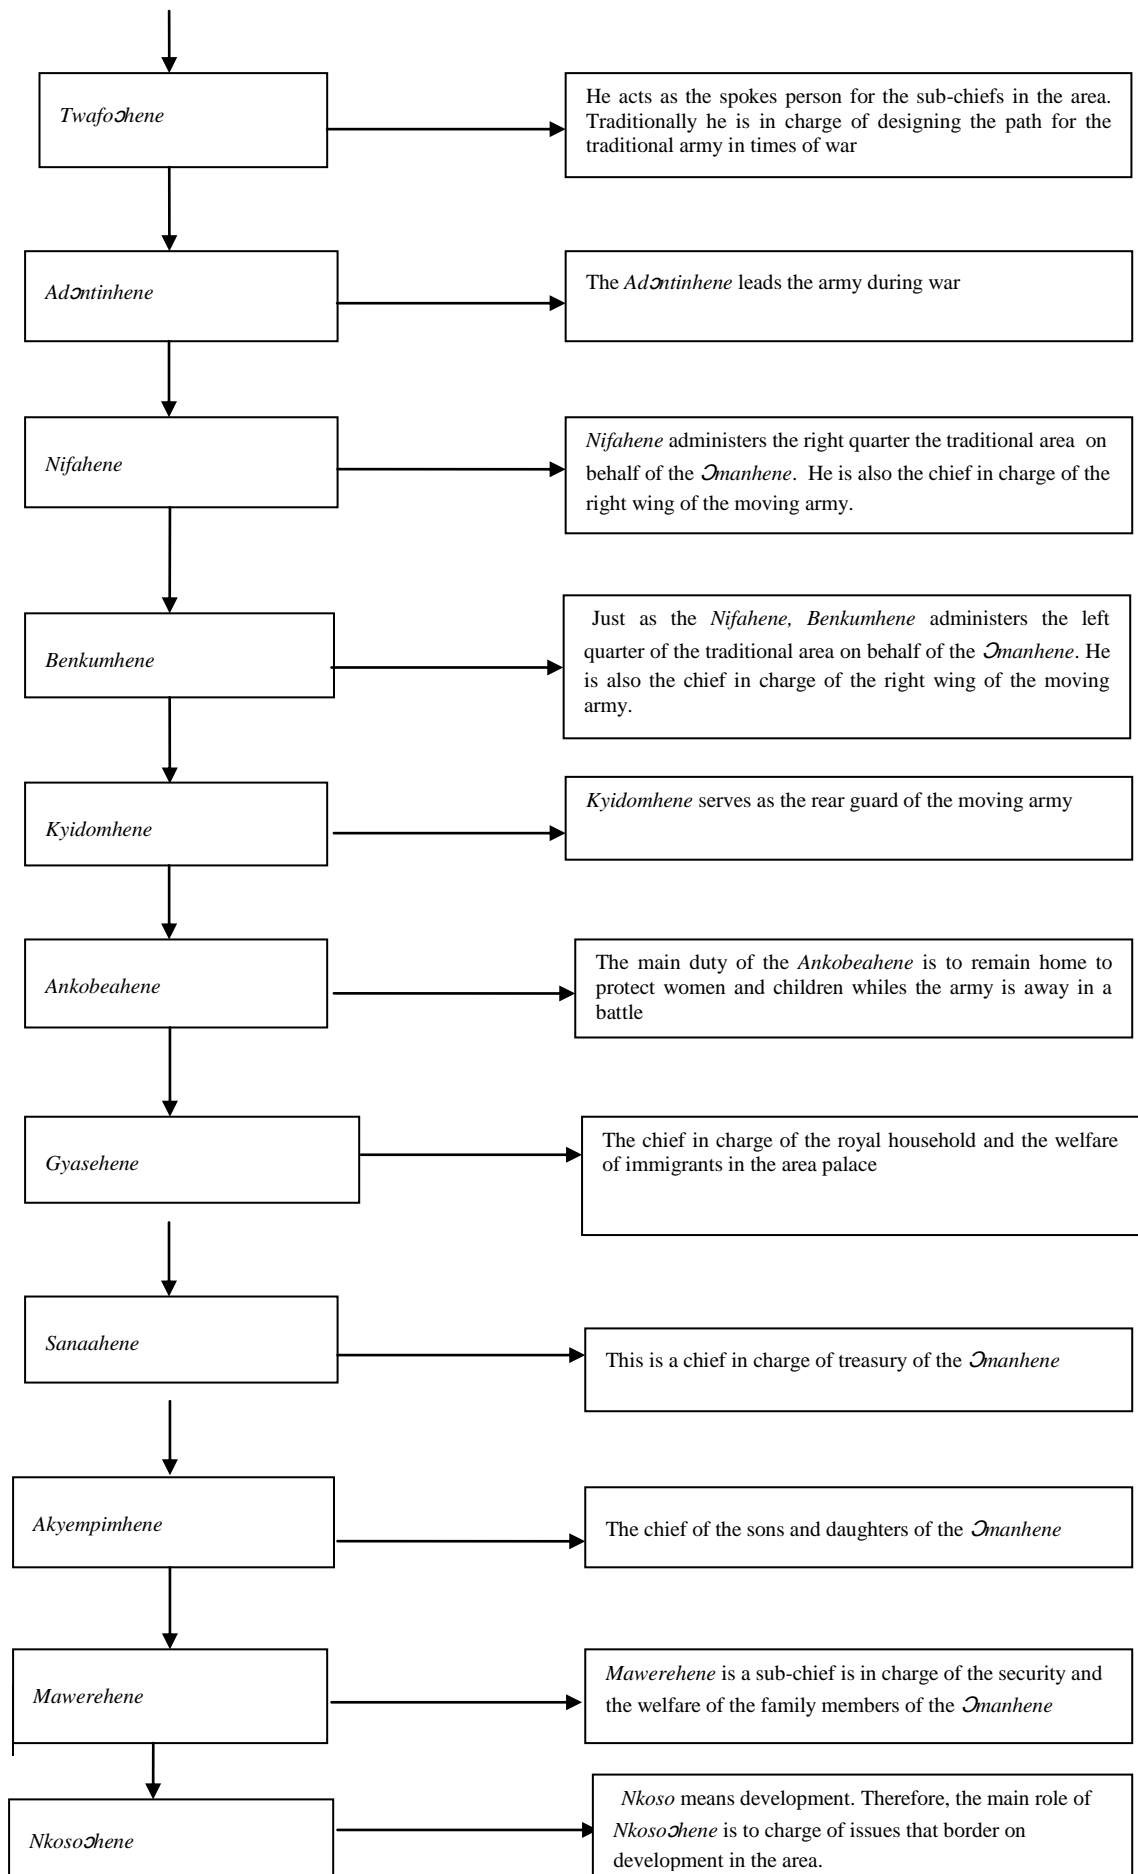 Twafoɔhene
He acts as the spokes person for the sub-chiefs in the area.
Traditionally he is in charge of designing the path for the
traditional army in times of war
Adɔntinhene
The Adɔntinhene leads the army during war
Nifahene
Nifahene administers the right quarter the traditional area on
behalf of the Ɔmanhene. He is also the chief in charge of the
right wing of the moving army.
Benkumhene
Just as the Nifahene, Benkumhene administers the left
quarter of the traditional area on behalf of the Ɔmanhene. He
is also the chief in charge of the right wing of the moving
army.
Kyidomhene
Kyidomhene serves as the rear guard of the moving army
Ankobeahene
The main duty of the Ankobeahene is to remain home to
protect women and children whiles the army is away in a
battle
Gyasehene
The chief in charge of the royal household and the welfare
of immigrants in the area palace
Sanaahene
This is a chief in charge of treasury of the Ɔmanhene
Akyempimhene
The chief of the sons and daughters of the Ɔmanhene
Mawerehene
Mawerehene is a sub-chief is in charge of the security and
the welfare of the family members of the Ɔmanhene
Nkosoɔhene
Nkoso means development. Therefore, the main role of
Nkosoɔhene is to charge of issues that border on
development in the area.